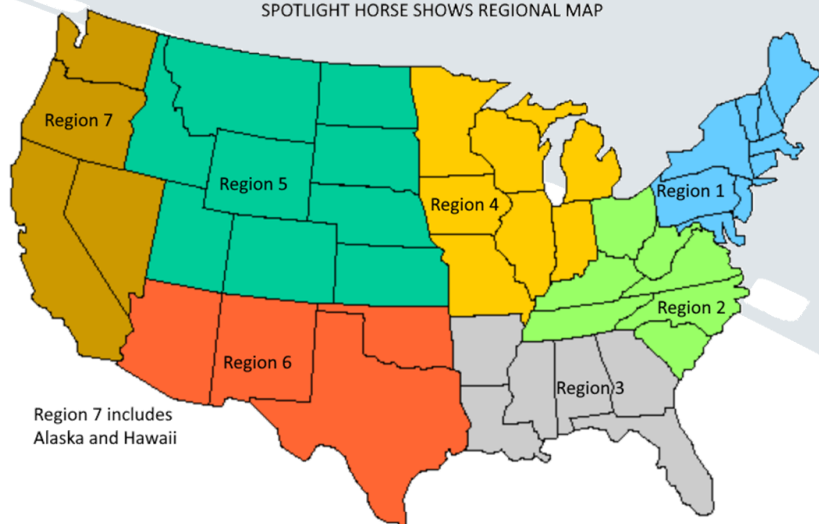 SPOTLIGHT HORSE SHOWS REGIONAL MAP
Region 7
Region 5
Region 4
Region 1
Region 2
Region 6
Region 3
Region 7 includes
Alaska and Hawaii